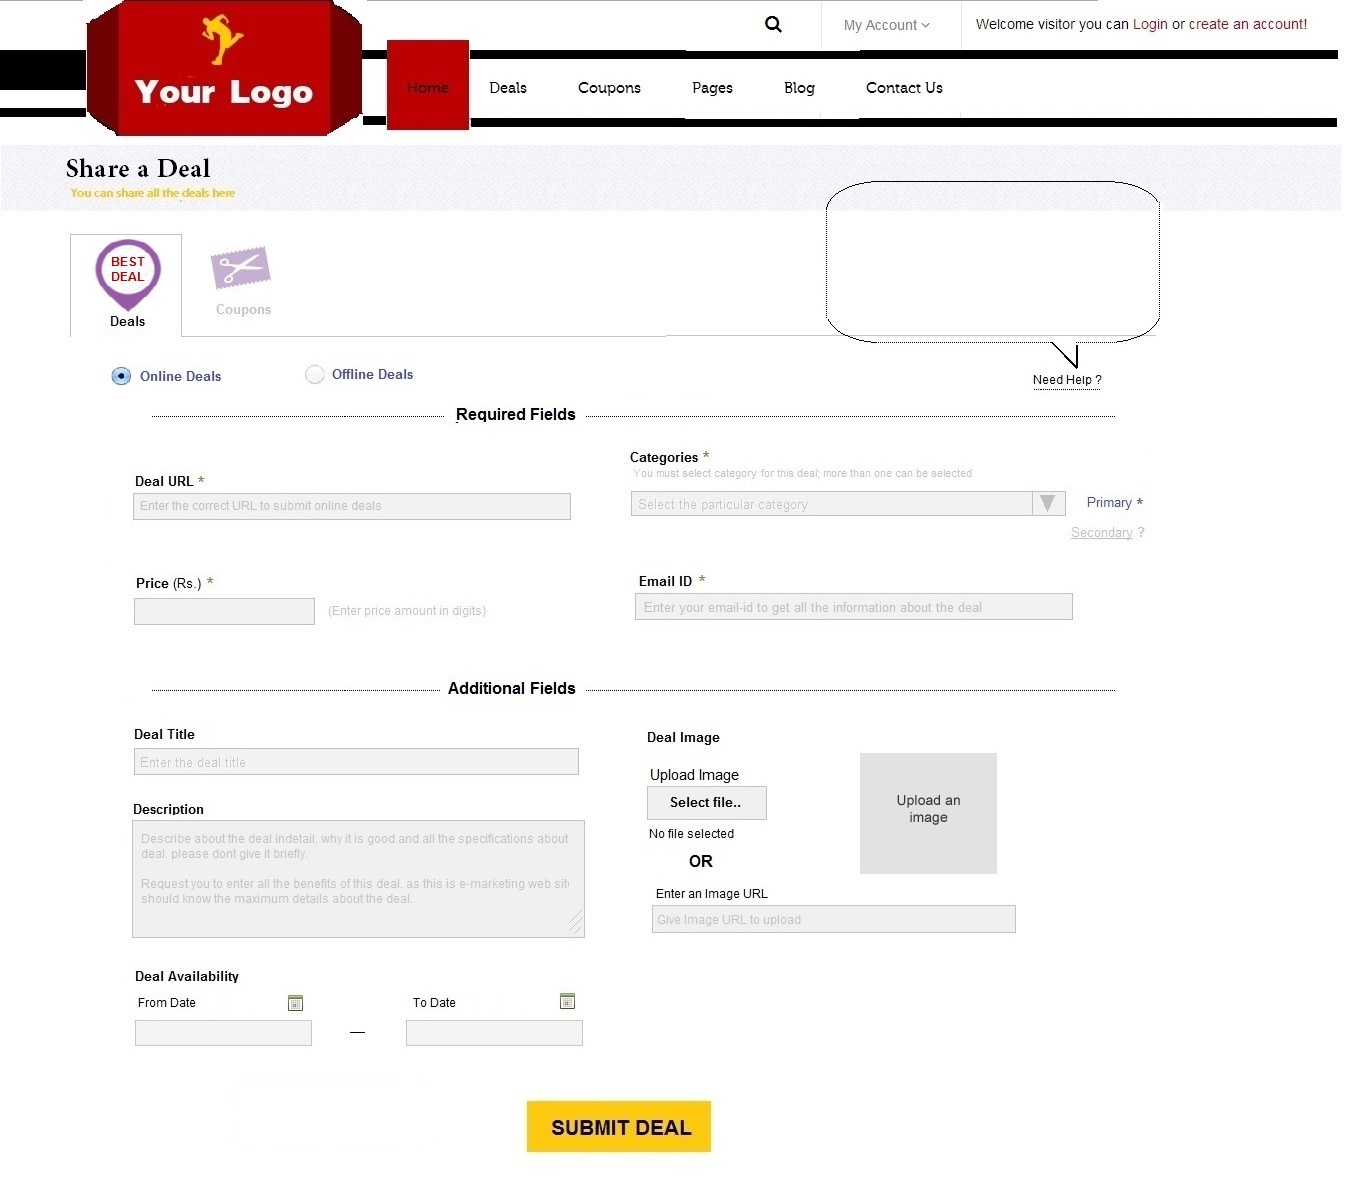 My Account
Welcome visitor you can Login or create an account!
Your Logo
Home
Deals
Coupons
Pages
Blog
Contact Us
Share a Deal
You can share all the deals here
BEST
DEAL
Deals
Coupons
Online Deals
Offline Deals
Need Help ?
Required Fields
Categories *
You must select category for this deal; more than one can be selected
Deal URL *
Enter the correct URL to submit online deals
Select the particular category
Primary *
Secondary ?
Price (Rs.) *
(Enter price amount in digits)
Email ID *
Enter your email-id to get all the information about the deal
Additional Fields
Deal Title
Enter the deal title
Deal Image
Upload Image
Select file..
No file selected
OR
Enter an Image URL
Give Image URL to upload
Upload an
image
Description
Describe about the deal indetail. why it is good and all the specifications about
deal. please dont give it briefly.
Request you to enter all the benefits of this deal. as this is e-marketing web sit
should know the maximum details about the deal.
Deal Availability
From Date
To Date
—
SUBMIT DEAL